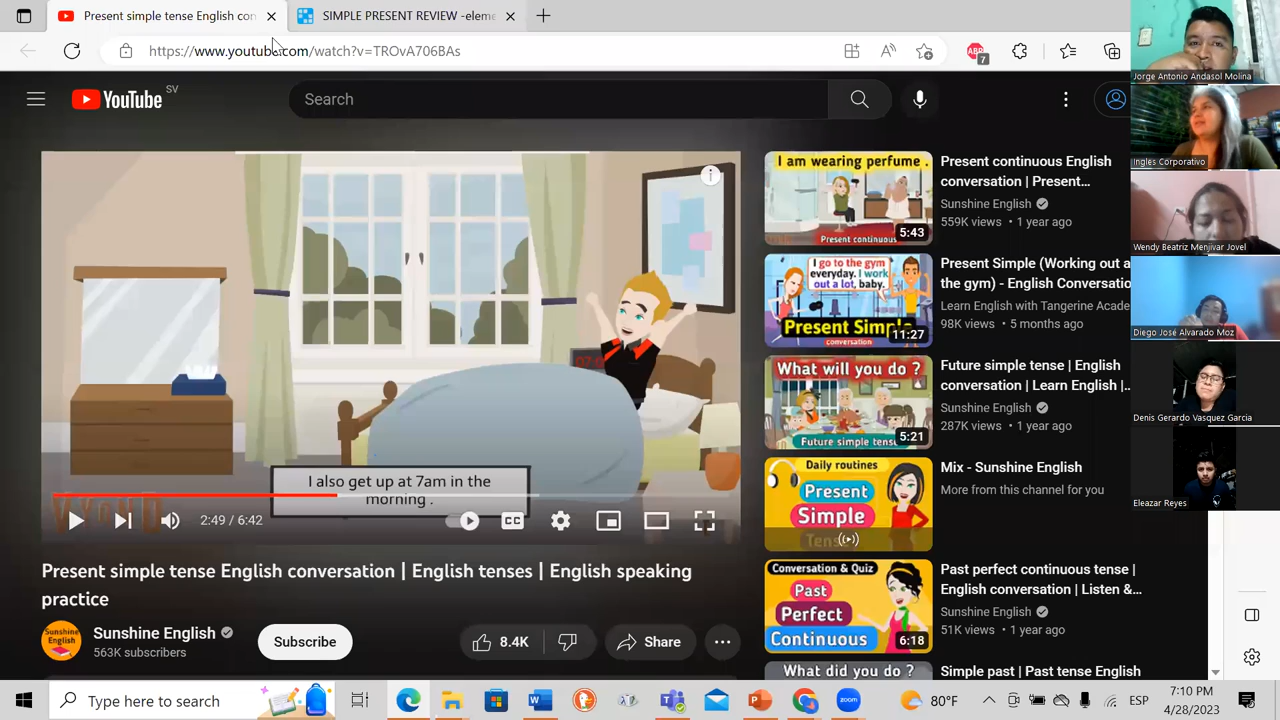 Present simple tense English con
SIMPLE PRESENT REVIEW -eleme
https://www.youtube.com/watch?v=TROvA706BAs
ABP
7
YouTube
SV
Search
I also get up at 7am in the
morning .
2:49 / 6:42
CC
Present simple tense English conversation | English tenses | English speaking
practice
Sunshine
English
Sunshine English
563K subscribers
Subscribe
8.4K
Share
I am wearing perfume .
Present continuous
5:43
Present continuous English
conversation | Present...
Sunshine English
559K views • 1 year ago
I go to the gym
everyday. I work
out a lot, baby.
Present Simple
conversation
11:27
Present Simple (Working out a
the gym) - English Conversatio
Learn English with Tangerine Acade
98K views • 5 months ago
What will you do ?
Future simple tense
5:21
Future simple tense | English
conversation | Learn English |...
Sunshine English
287K views • 1 year ago
Daily routines
Present
Simple
Tense
Mix - Sunshine English
More from this channel for you
Conversation & Quiz
Past
Perfect
Continuous
6:18
Past perfect continuous tense |
English conversation | Listen &...
Sunshine English
51K views • 1 year ago
What did you do ?
Simple past | Past tense English
Jorge Antonio Andasol Molina
Ingles Corporativo
Wendy Beatriz Menjivar Jovel
Diego José Alvarado Moz
Denis Gerardo Vasquez Garcia
Eleazar Reyes
Type here to search
80°F
ESP
7:10 PM
4/28/2023